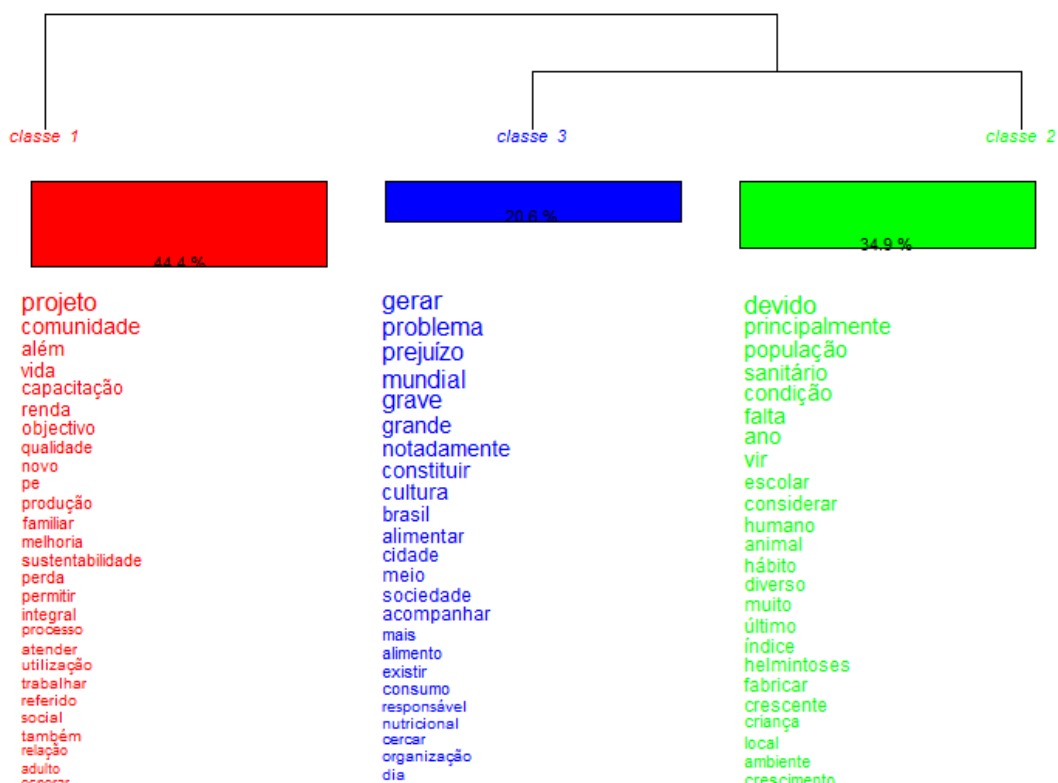 classe 1
classe 3
classe 2
44.4 %
20.6 %
34.9 %
projeto
comunidade
além
vida
capacitação
renda
objectivo
qualidade
novo
pe
produção
familiar
melhoria
sustentabilidade
perda
permitir
integral
processo
atender
utilização
trabalhar
referido
social
também
relação
adulto
esperar
gerar
problema
prejuízo
mundial
grave
grande
notadamente
constituir
cultura
brasil
alimentar
cidade
meio
sociedade
acompanhar
mais
alimento
existir
consumo
responsável
nutricional
cercar
organização
dia
devido
principalmente
população
sanitário
condição
falta
ano
vir
escolar
considerar
humano
animal
hábito
diverso
muito
último
índice
helmintoses
fabricar
crescente
criança
local
ambiente
crescimento